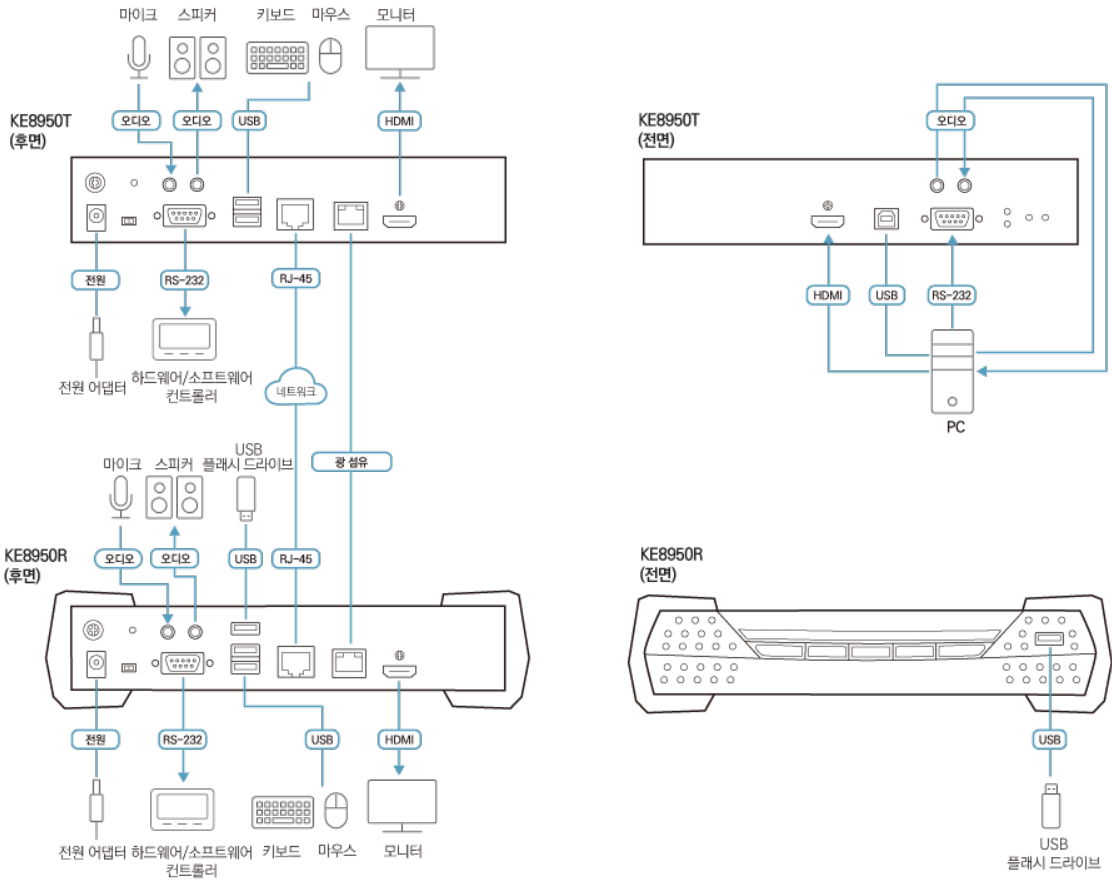 마이크 스피커 키보드 마우스 모니터
KE8950T
(후면)
오디오 오디오 USB HDMI
전원 RS-232 RJ-45
전원 어댑터 하드웨어/소프트웨어
컨트롤러
네트워크
KE8950T
(전면)
오디오
HDMI USB RS-232
PC
마이크 스피커 USB
플래시 드라이브
광 섬유
KE8950R
(후면)
오디오 오디오 USB RJ-45
전원 RS-232 USB HDMI
전원 어댑터 하드웨어/소프트웨어
컨트롤러
키보드 마우스 모니터
KE8950R
(전면)
USB
USB
플래시 드라이브